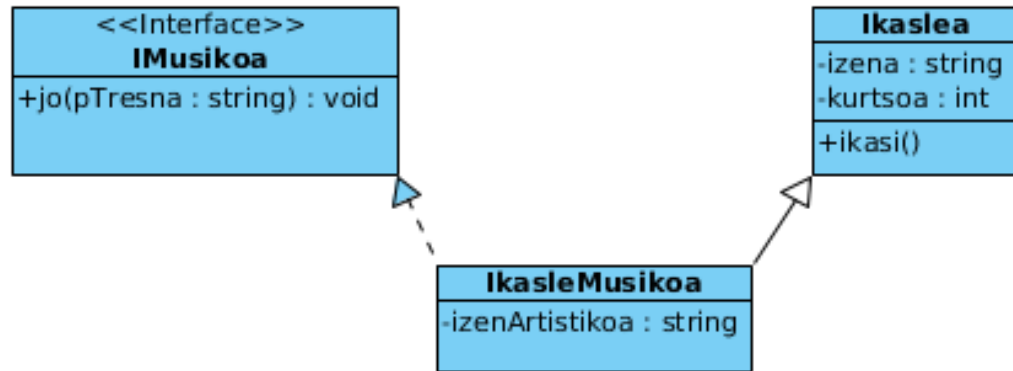 <<Interface>>
IMusikoa
+jo(pTresna : string) : void
Ikaslea
-izena : string
-kurtsoa : int
+ikasi()
IkasleMusikoa
-izenArtistikoa : string